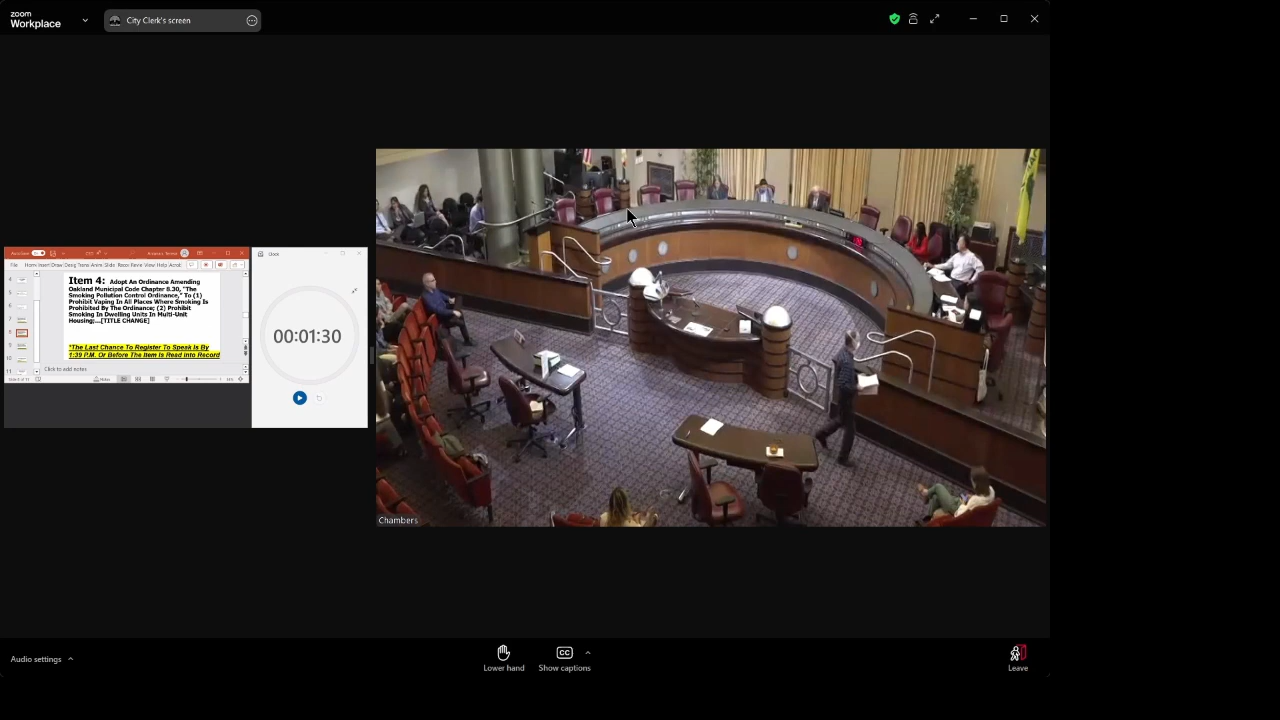 zoom
Workplace
City Clerk's screen
Item 4: Adopt An Ordinance Amending
Oakland Municipal Code Chapter 8.30, "The
Smoking Pollution Control Ordinance," To (1)
Prohibit Vaping In All Places Where Smoking Is
Prohibited By The Ordinance; (2) Prohibit
Smoking In Dwelling Units In Multi-Unit
Housing;...[TITLE CHANGE]
*The Last Chance To Register To Speak Is By
1:39 P.M. Or Before The Item Is Read Into Record
Click to add notes
Clock
00:01:30
Chambers
Audio settings
Lower hand
CC
Show captions
Leave